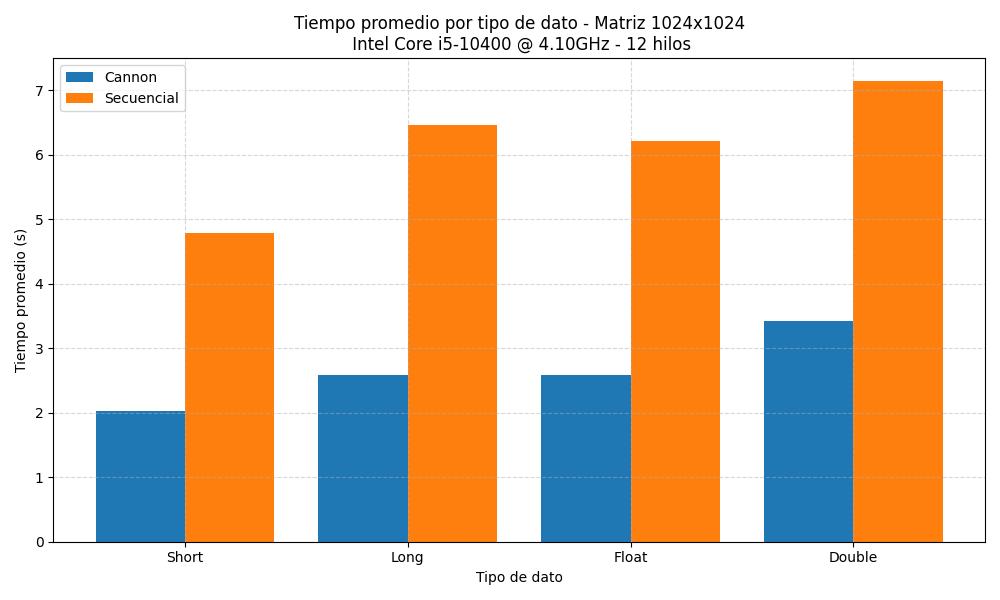 Tiempo promedio por tipo de dato - Matriz 1024x1024
Intel Core i5-10400 @ 4.10GHz - 12 hilos
Cannon
Secuencial
Tiempo promedio (s)
7
6
5
4
3
2
1
0
Short Long Float Double
Tipo de dato